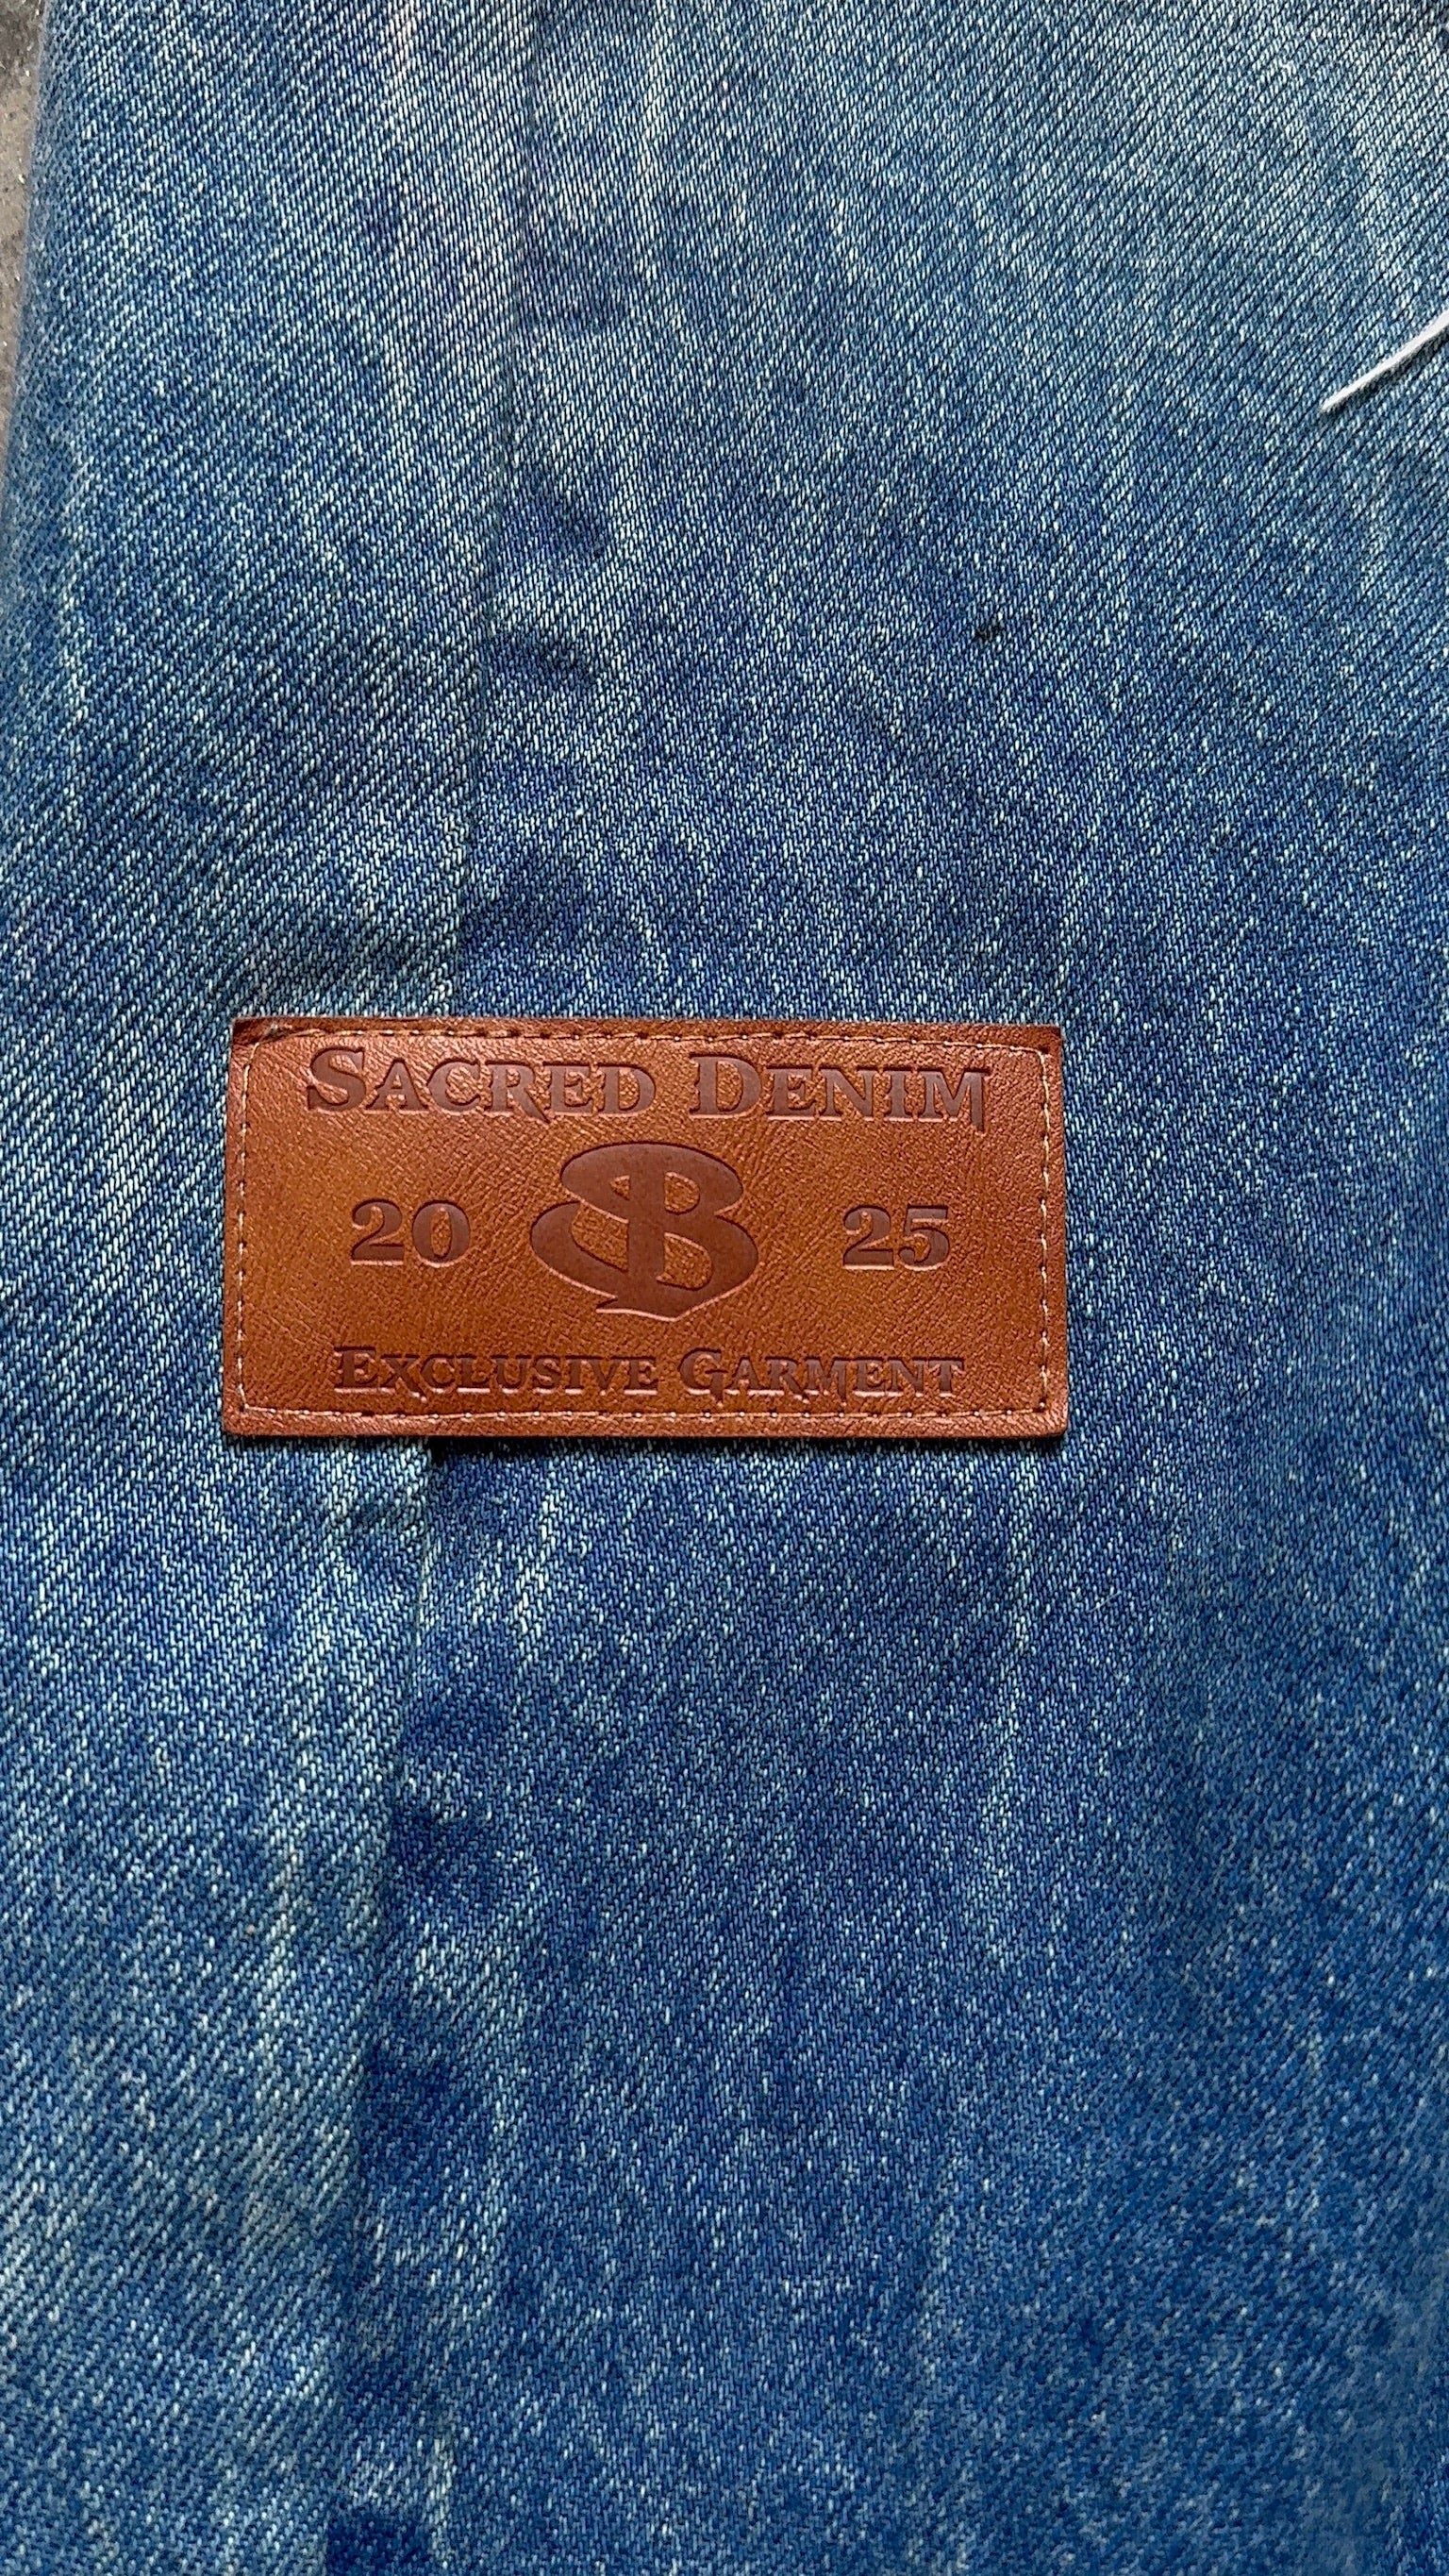 SACRED DENIM
20 B 25
EXCLUSIVE GARMENT